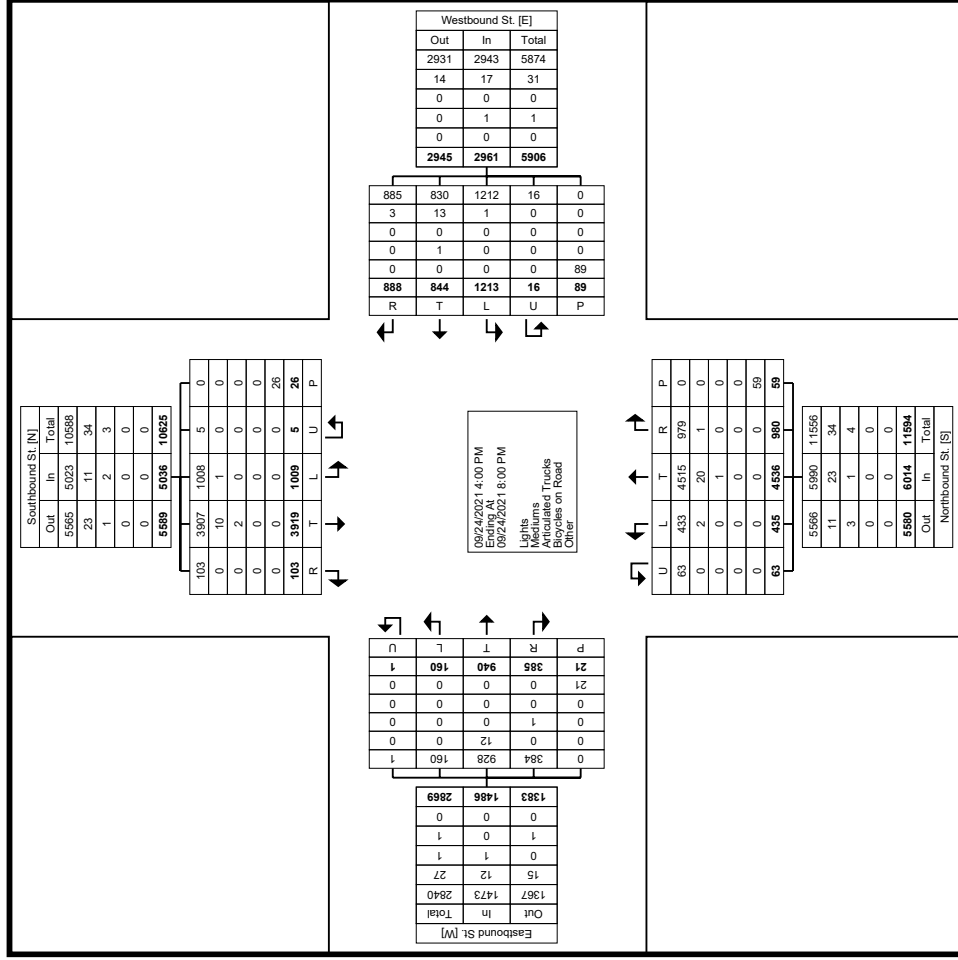 Westbound St. [E]
Out In Total
2931 2943 5874
14 17 31
0 0 0
0 1 1
0 0 0
2945 2961 5906
885 830 1212 16 0
3 13 1 0 0
0 0 0 0 0
0 1 0 0 0
0 0 0 0 89
888 844 1213 16 89
R T L U P
Southbound St. [N]
Out In Total
5565 5023 10588
23 11 34
1 2 3
0 0 0
0 0 0
5589 5036 10625
103 3907 1008 5 0
0 10 1 0 0
0 2 0 0 0
0 0 0 0 0
0 0 0 0 26
103 3919 1009 5 26
R T L U P
09/24/2021 4:00 PM
Ending At
09/24/2021 8:00 PM
Lights
Mediums
Articulated Trucks
Bicycles on Road
Other
U L T R P
63 433 4515 979 0
0 2 20 1 0
0 0 1 0 0
0 0 0 0 0
0 0 0 0 59
63 435 4536 980 59
5566 5990 11556
11 23 34
3 1 4
0 0 0
0 0 0
5580 6014 11594
Out In Total
Northbound St. [S]
Eastbound St. [W]
Out In Total
1367 1473 2840
15 12 27
0 1 1
1 0 1
0 0 0
1383 1486 2869
0 384 928 160 1
0 0 12 0 0
0 1 0 0 0
0 0 0 0 0
21 0 0 0 0
21 385 940 160 1
P R T L U